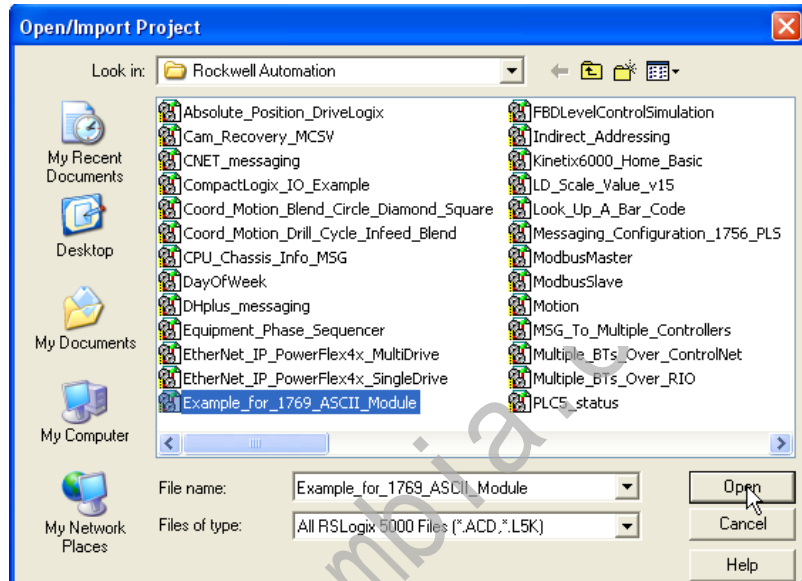 Open/Import Project
Look in:
Rockwell Automation
My Recent
Documents
Desktop
My Documents
My Computer
My Network
Places
Absolute_Position_DriveLogix
Cam_Recovery_MCSV
CNET_messaging
CompactLogix_IO_Example
Coord_Motion_Blend_Circle_Diamond_Square
Coord_Motion_Drill_Cycle_Infeed_Blend
CPU_Chassis_Info_MSG
DayOfWeek
DHplus_messaging
Equipment_Phase_Sequencer
EtherNet_IP_PowerFlex4x_MultiDrive
EtherNet_IP_PowerFlex4x_SingleDrive
Example_for_1769_ASCII_Module
FBDLevelControlSimulation
Indirect_Addressing
Kinetix6000_Home_Basic
LD_Scale_Value_v15
Look_Up_A_Bar_Code
Messaging_Configuration_1756_PLS
ModbusMaster
ModbusSlave
Motion
MSG_To_Multiple_Controllers
Multiple_BTs_Over_ControlNet
Multiple_BTs_Over_RIO
PLC5_status
File name:
Example_for_1769_ASCII_Module
Open
Files of type:
All RSLogix 5000 Files (*.ACD,*.L5K)
Cancel
Help